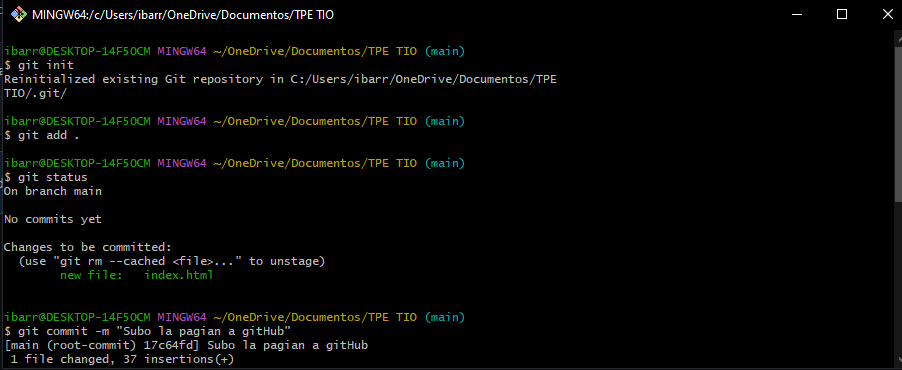 MINGW64:/c/Users/ibarr/OneDrive/Documentos/TPE TIO
ibarr@DESKTOP-14F5OCM MINGW64 ~/OneDrive/Documentos/TPE TIO (main)
$ git init
Reinitialized existing Git repository in C:/Users/ibarr/OneDrive/Documentos/TPE
TIO/.git/
ibarr@DESKTOP-14F5OCM MINGW64 ~/OneDrive/Documentos/TPE TIO (main)
$ git add .
ibarr@DESKTOP-14F5OCM MINGW64 ~/OneDrive/Documentos/TPE TIO (main)
$ git status
On branch main
No commits yet
Changes to be committed:
(use "git rm --cached <file>..." to unstage)
new file:   index.html
ibarr@DESKTOP-14F5OCM MINGW64 ~/OneDrive/Documentos/TPE TIO (main)
$ git commit -m "Subo la pagian a gitHub"
[main (root-commit) 17c64fd] Subo la pagian a gitHub
1 file changed, 37 insertions(+)